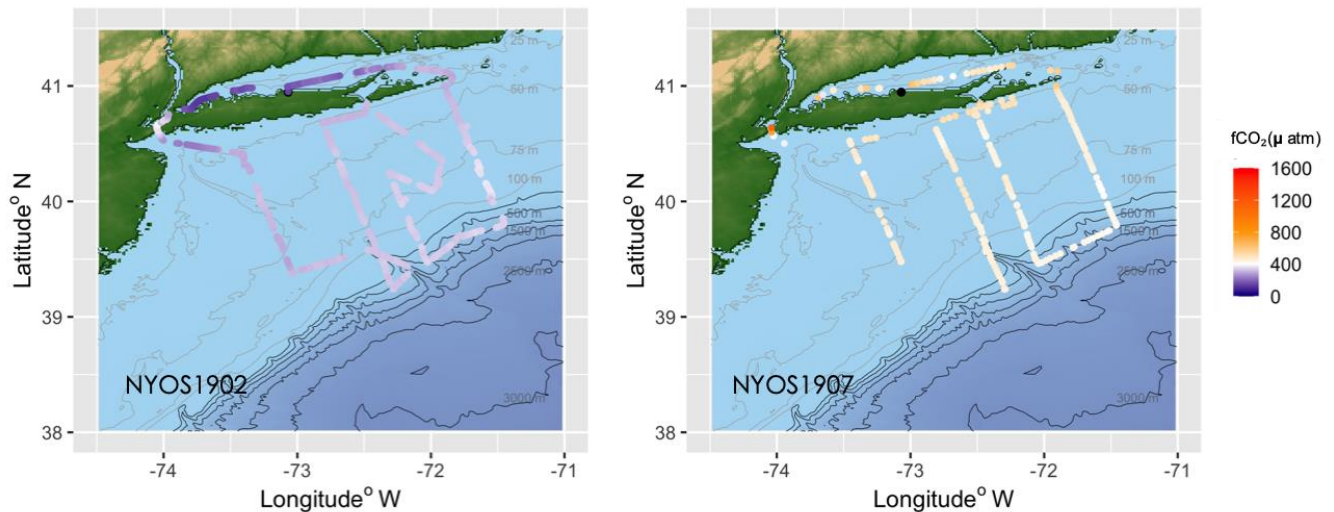 41
40
39
38
Latitude° N
-74
-73
-72
-71
Longitude° W
25 m
50 m
75 m
100 m
500 m
1500 m
2500 m
3000 m
NYOS1902
-74
-73
-72
-71
Longitude° W
41
40
39
38
Latitude° N
25 m
50 m
75 m
100 m
500 m
1500 m
2500 m
3000 m
NYOS1907
fCO₂(µ atm)
1600
1200
800
400
0